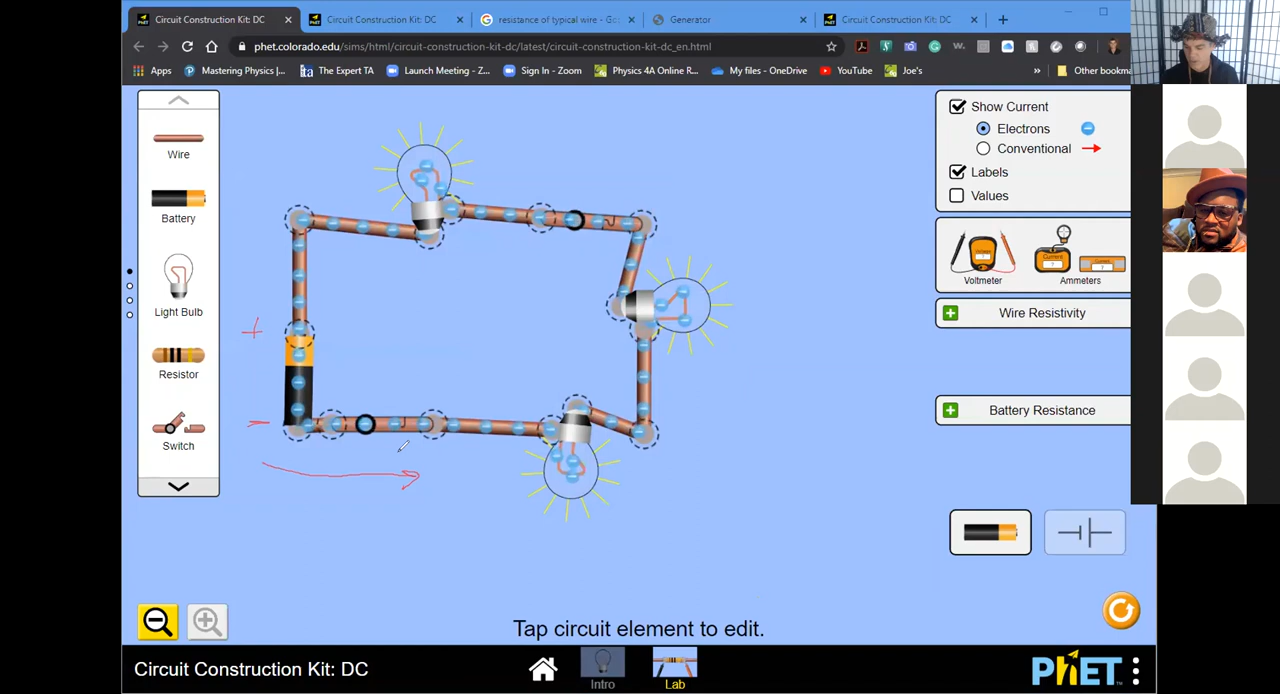 Circuit Construction Kit: DC
Circuit Construction Kit: DC
resistance of typical wire - Go
Generator
Circuit Construction Kit: DC
phet.colorado.edu/sims/html/circuit-construction-kit-dc/latest/circuit-construction-kit-dc_en.html
Apps
Mastering Physics |...
The Expert TA
Launch Meeting - Z...
Sign In - Zoom
Physics 4A Online R...
My files - OneDrive
YouTube
Joe's
»
Other bookma
Wire
Battery
Light Bulb
Resistor
Switch
+
-
Show Current
Electrons
Conventional
Labels
Values
Voltmeter
Current
Ammeters
Wire Resistivity
Battery Resistance
Tap circuit element to edit.
Circuit Construction Kit: DC
Intro
Lab
PhET